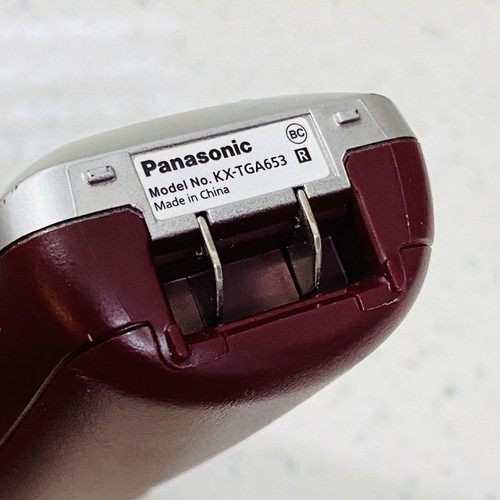 Panasonic
BC
Model No. KX-TGA653 R
Made in China